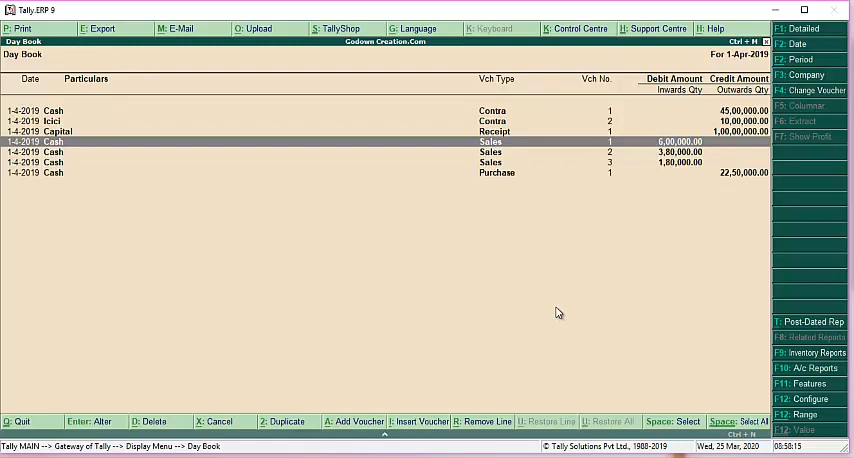 Tally.ERP 9
P: Print E: Export M: E-Mail O: Upload S: TallyShop G: Language K: Keyboard K: Control Centre H: Support Centre H: Help
Day Book Godown Creation.Com Ctrl + M
Day Book For 1-Apr-2019
Date Particulars Vch Type Vch No. Debit Amount Credit Amount
Inwards Qty Outwards Qty
1-4-2019 Cash Contra 1 45,00,000.00
1-4-2019 Icici Contra 2 10,00,000.00
1-4-2019 Capital Receipt 1 1,00,00,000.00
1-4-2019 Cash Sales 1 6,00,000.00
1-4-2019 Cash Sales 2 3,80,000.00
1-4-2019 Cash Sales 3 1,80,000.00
1-4-2019 Cash Purchase 1 22,50,000.00
F1: Detailed
F2: Date
F2: Period
F3: Company
F4: Change Voucher
F5: Columnar
F6: Extract
F7: Show Profit
T: Post-Dated Rep
F8: Related Reports
F9: Inventory Reports
F10: A/c Reports
F11: Features
F12: Configure
F12: Range
F12: Value
Q: Quit Enter: Alter D: Delete X: Cancel 2: Duplicate A: Add Voucher I: Insert Voucher R: Remove Line U: Restore Line U: Restore All Space: Select Space: Select All
Ctrl + N
Tally MAIN --> Gateway of Tally --> Display Menu --> Day Book © Tally Solutions Pvt Ltd., 1988-2019 Wed, 25 Mar, 2020 08:58:15